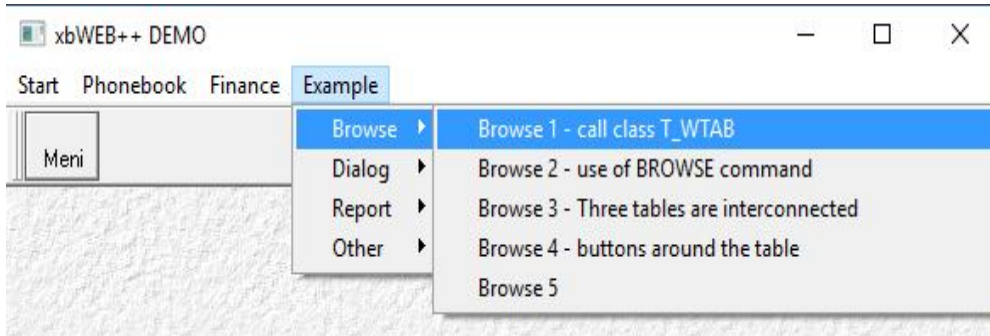 xbWEB++ DEMO
Start Phonebook Finance Example
Meni
Browse
Dialog
Report
Other
Browse 1 - call class T_WTAB
Browse 2 - use of BROWSE command
Browse 3 - Three tables are interconnected
Browse 4 - buttons around the table
Browse 5